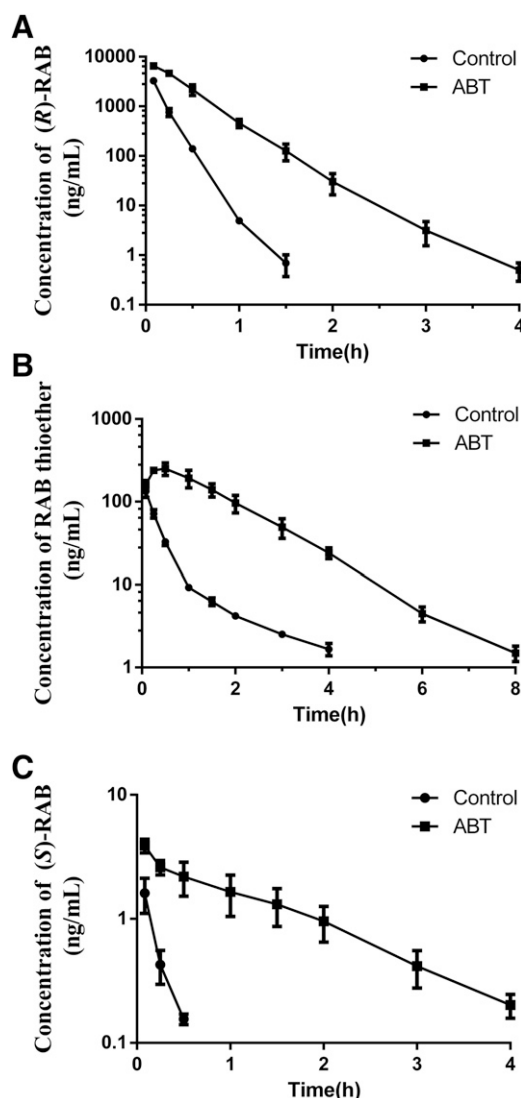 A
Concentration of (R)-RAB
(ng/mL)
10000
1000
100
10
1
0.1
Control
ABT
0 1 2 3 4
Time(h)
B
Concentration of RAB thioether
(ng/mL)
1000
100
10
1
Control
ABT
0 2 4 6 8
Time(h)
C
Concentration of (S)-RAB
(ng/mL)
10
1
0.1
Control
ABT
0 1 2 3 4
Time(h)